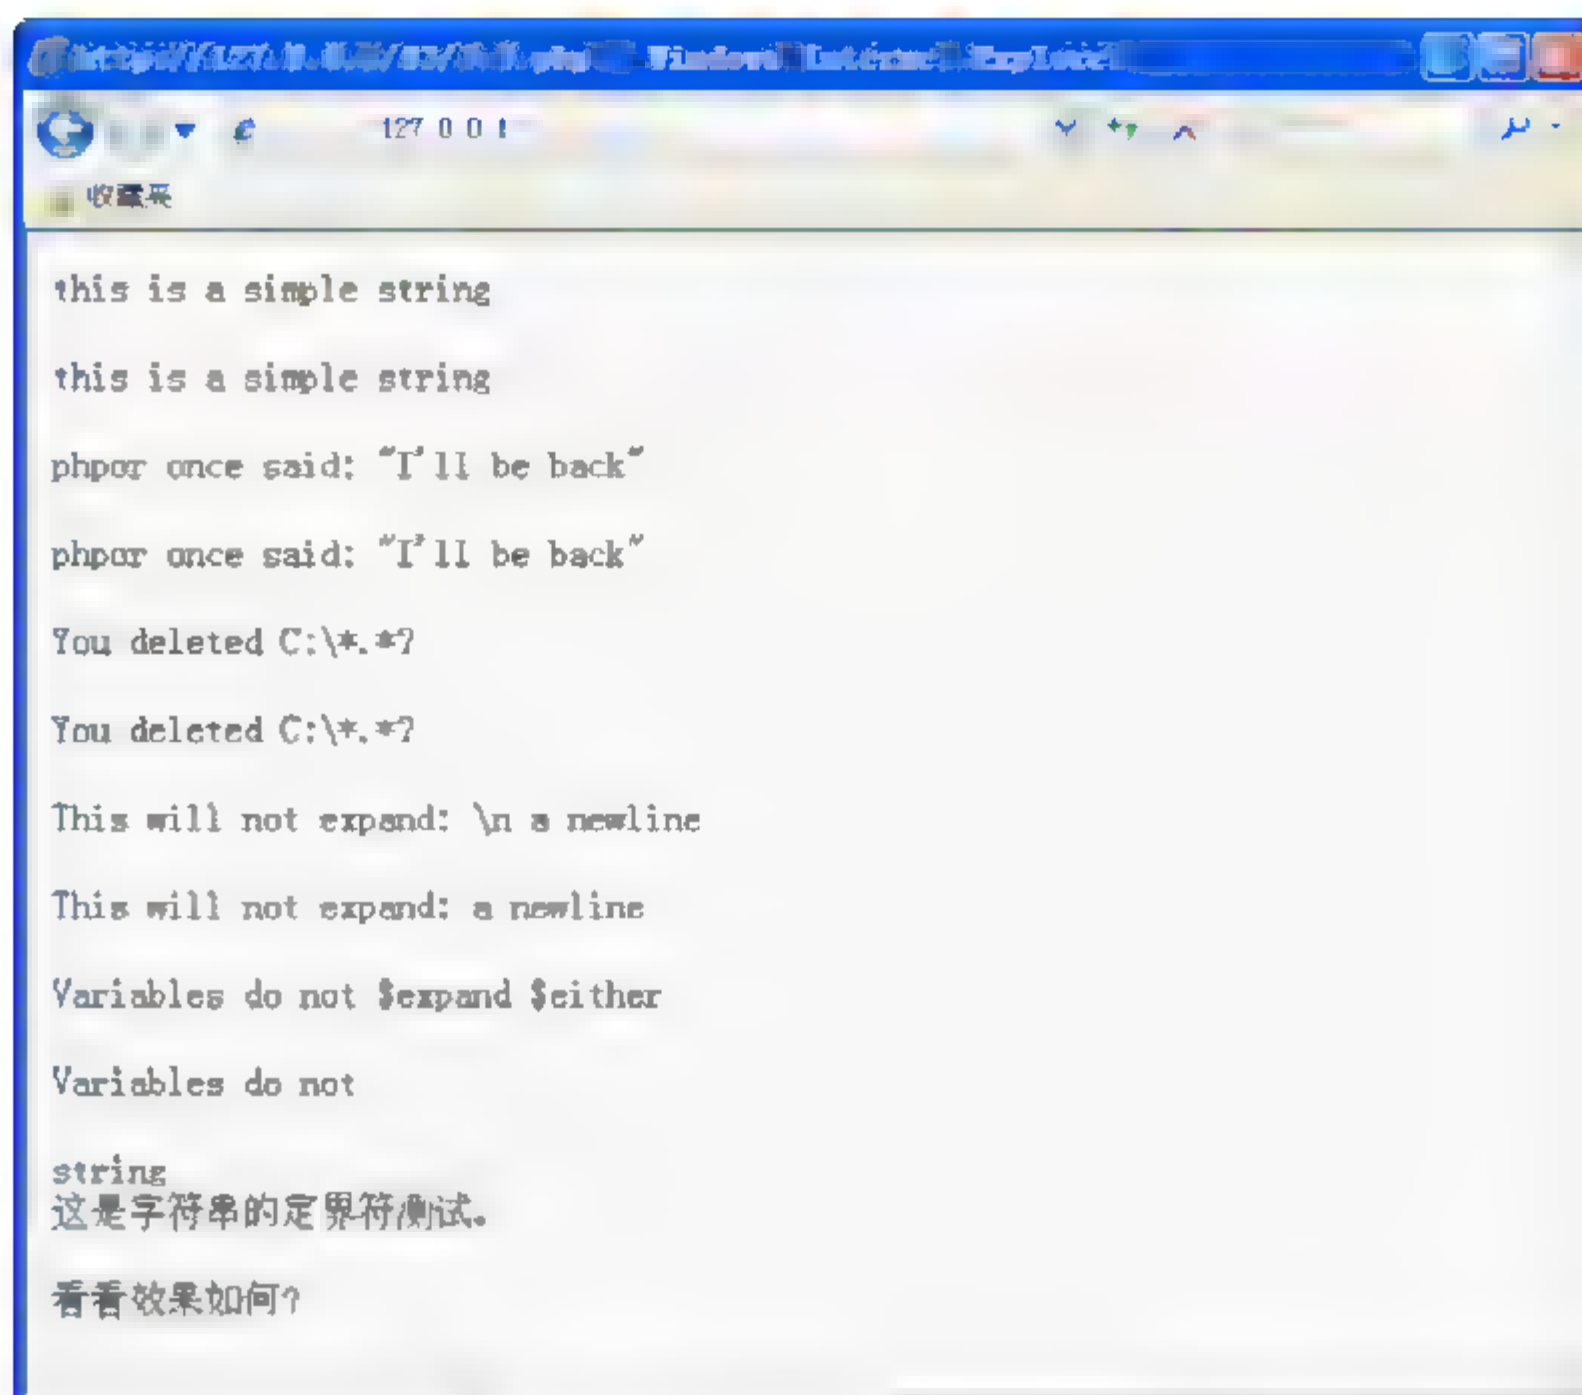 127 0 0 1
收藏夹
this is a simple string
this is a simple string
phpor once said: "I'll be back"
phpor once said: "I'll be back"
You deleted C:\*.*?
You deleted C:\*.*?
This will not expand: \n a newline
This will not expand: a newline
Variables do not $expand $either
Variables do not
string
这是字符串的定界符测试。
看看效果如何?